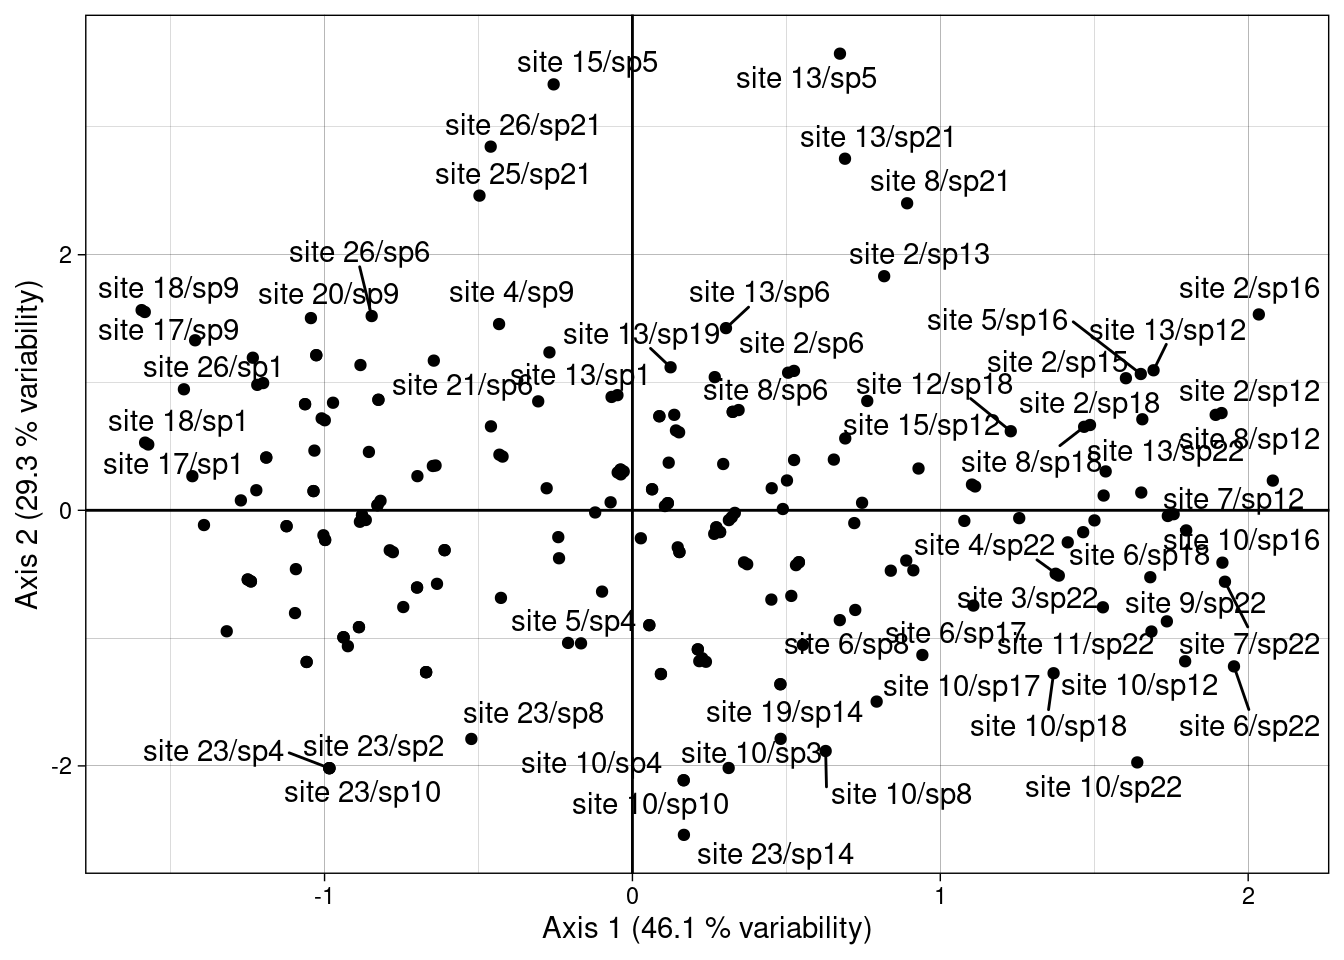 site 15/sp5
site 13/sp5
site 26/sp21
site 13/sp21
site 25/sp21
site 8/sp21
site 26/sp6
site 2/sp13
site 18/sp9
site 20/sp9
site 4/sp9
site 13/sp6
site 2/sp16
site 17/sp9
site 13/sp19
site 5/sp16
site 13/sp12
site 2/sp6
site 26/sp1
site 21/sp6
site 13/sp1
site 8/sp6
site 2/sp15
site 12/sp18
site 2/sp12
site 18/sp1
site 15/sp12
site 2/sp18
site 8/sp12
site 17/sp1
site 8/sp18
site 13/sp22
site 7/sp12
site 4/sp22
site 6/sp18
site 10/sp16
site 5/sp4
site 3/sp22
site 9/sp22
site 6/sp8
site 6/sp17
site 11/sp22
site 7/sp22
site 10/sp17
site 10/sp12
site 23/sp8
site 19/sp14
site 10/sp18
site 6/sp22
site 23/sp4
site 23/sp2
site 10/sp4
site 10/sp3
site 23/sp10
site 10/sp10
site 10/sp8
site 10/sp22
site 23/sp14
2
0
-2
-1
0
1
2
Axis 1 (46.1 % variability)
Axis 2 (29.3 % variability)